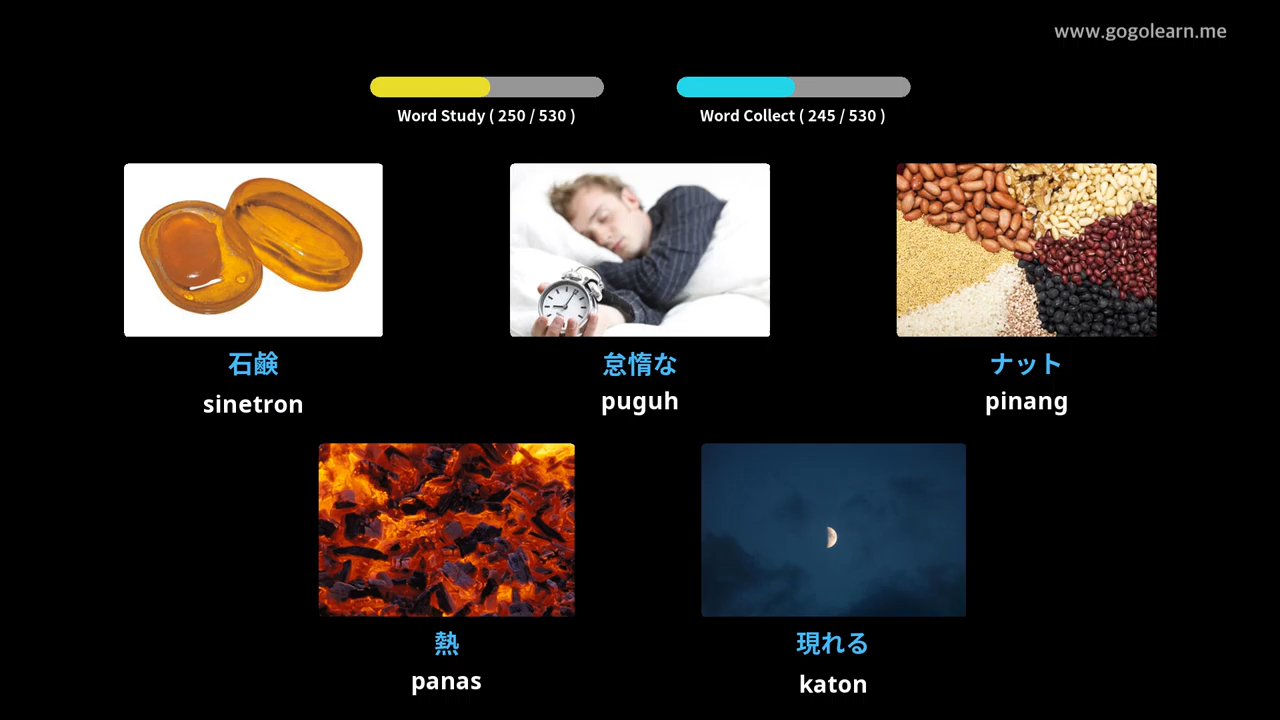 www.gogolearn.me
Word Study ( 250 / 530 )
Word Collect ( 245 / 530 )
石鹸
sinetron
怠惰な
puguh
ナット
pinang
熱
panas
現れる
katon